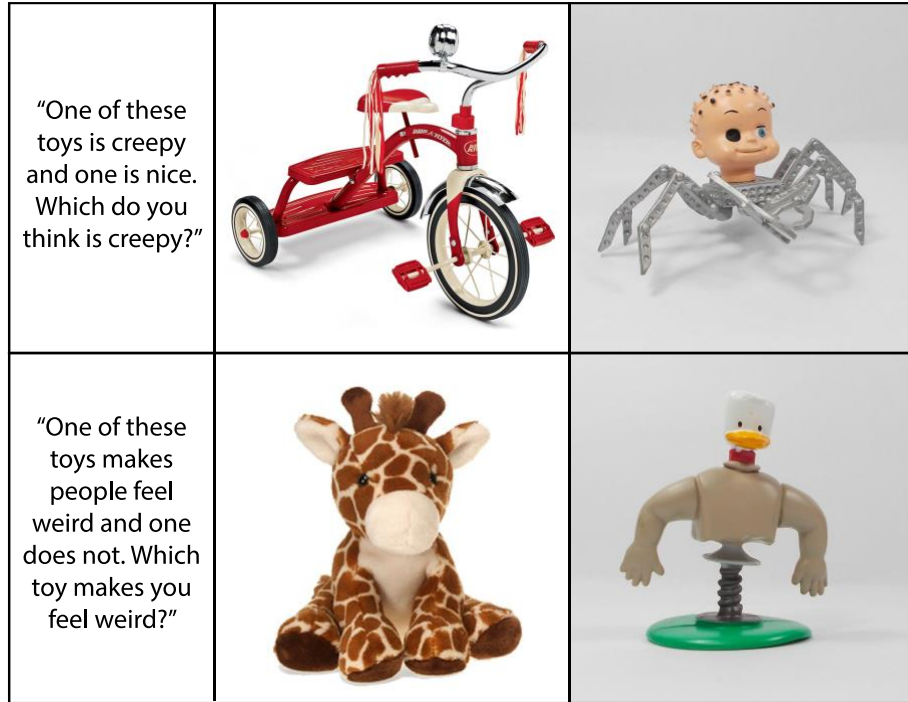 “One of these
toys is creepy
and one is nice.
Which do you
think is creepy?”
“One of these
toys makes
people feel
weird and one
does not. Which
toy makes you
feel weird?”